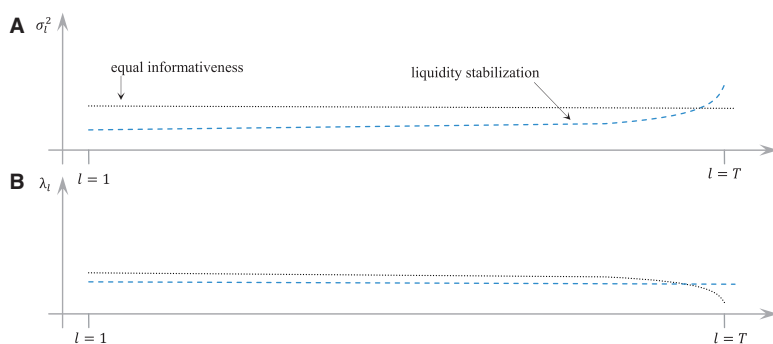 A
σ_l^2
equal informativeness
liquidity stabilization
l = 1
l = T
B
λ_l
l = 1
l = T